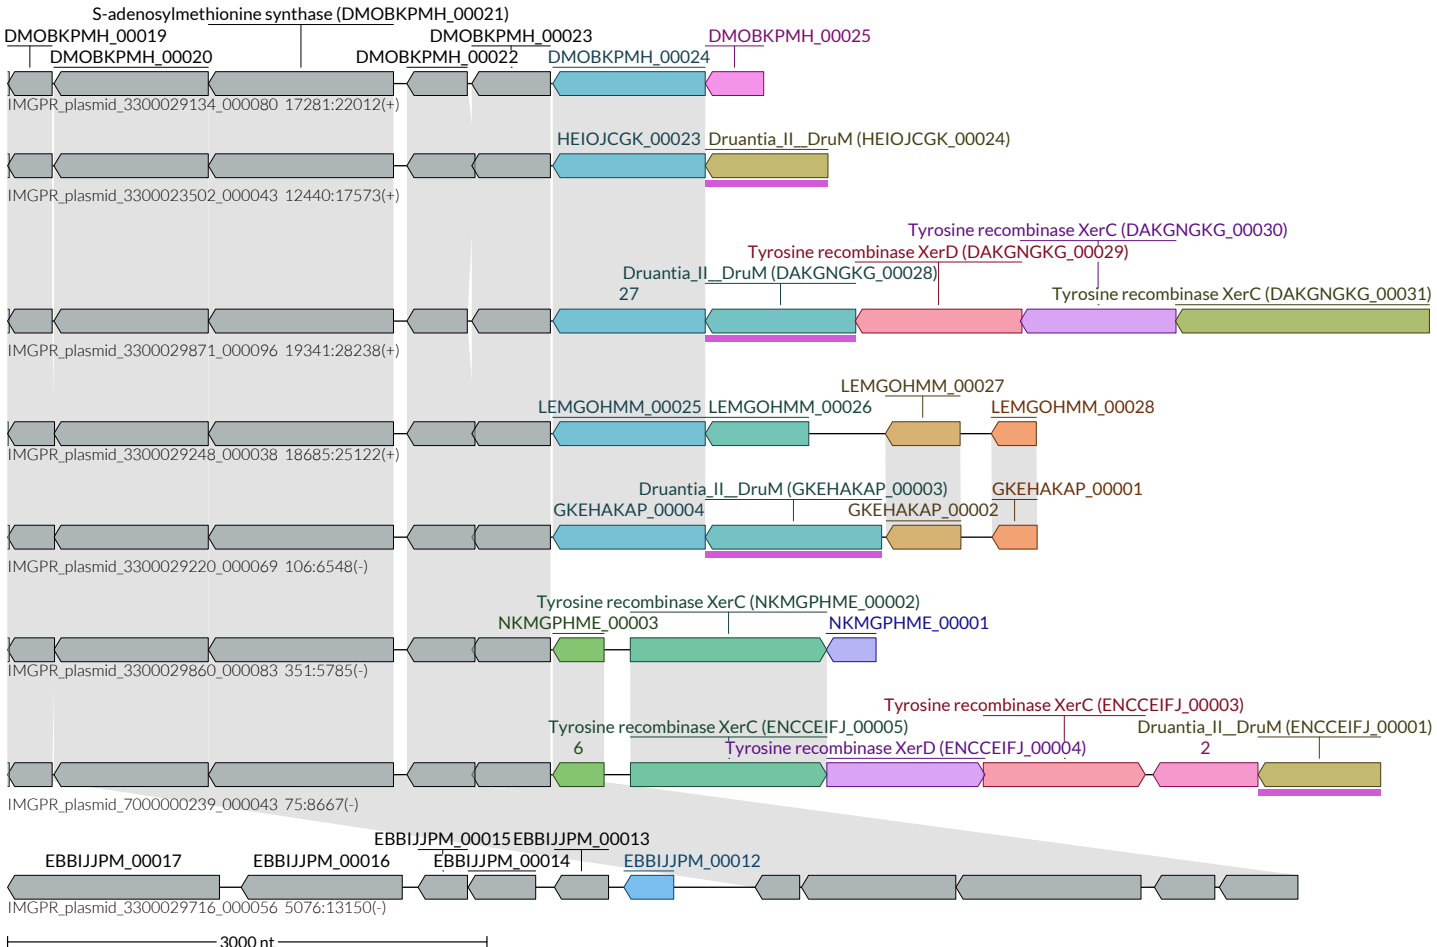 S-adenosylmethionine synthase (DMOBKPMH_00021)
DMOBKPMH_00019 DMOBKPMH_00023 DMOBKPMH_00025
DMOBKPMH_00020 DMOBKPMH_00022 DMOBKPMH_00024
IMGPR_plasmid_3300029134_000080 17281:22012(+)
HEIOJCGK_00023 Druantia_II__DruM (HEIOJCGK_00024)
IMGPR_plasmid_3300023502_000043 12440:17573(+)
Tyrosine recombinase XerC (DAKGNGKG_00030)
Tyrosine recombinase XerD (DAKGNGKG_00029)
Druantia_II__DruM (DAKGNGKG_00028)
27 Tyrosine recombinase XerC (DAKGNGKG_00031)
IMGPR_plasmid_3300029871_000096 19341:28238(+)
LEMGOHMM_00027
LEMGOHMM_00025 LEMGOHMM_00026 LEMGOHMM_00028
IMGPR_plasmid_3300029248_000038 18685:25122(+)
Druantia_II__DruM (GKEHAKAP_00003) GKEHAKAP_00001
GKEHAKAP_00004 GKEHAKAP_00002
IMGPR_plasmid_3300029220_000069 106:6548(-)
Tyrosine recombinase XerC (NKMGPHME_00002)
NKMGPHME_00003 NKMGPHME_00001
IMGPR_plasmid_3300029860_000083 351:5785(-)
Tyrosine recombinase XerC (ENCCEIFJ_00003)
Tyrosine recombinase XerC (ENCCEIFJ_00005) Druantia_II__DruM (ENCCEIFJ_00001)
6 Tyrosine recombinase XerD (ENCCEIFJ_00004) 2
IMGPR_plasmid_7000000239_000043 75:8667(-)
EBBIJJPM_00015 EBBIJJPM_00013
EBBIJJPM_00017 EBBIJJPM_00016 EBBIJJPM_00014 EBBIJJPM_00012
IMGPR_plasmid_3300029716_000056 5076:13150(-)
3000 nt